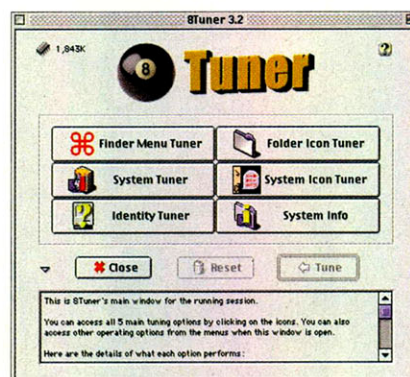 8Tuner 3.2
1,843K
8 Tuner
Finder Menu Tuner
Folder Icon Tuner
System Tuner
System Icon Tuner
Identity Tuner
System Info
Close
Reset
Tune
This is 8Tuner's main window for the running session.
You can access all 5 main tuning options by clicking on the icons. You can also
access other operating options from the menus when this window is open.
Here are the details of what each option performs: